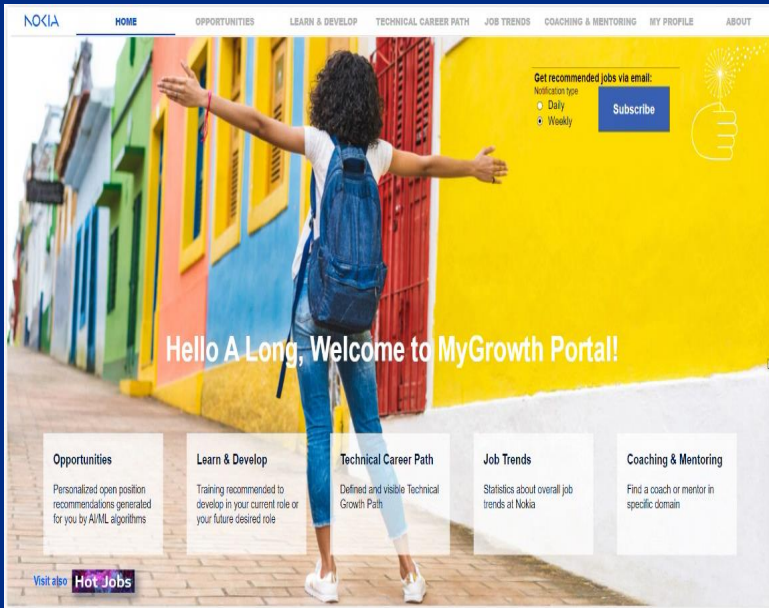 NOKIA
HOME
OPPORTUNITIES
LEARN & DEVELOP
TECHNICAL CAREER PATH
JOB TRENDS
COACHING & MENTORING
MY PROFILE
ABOUT
Get recommended jobs via email:
Notification type
Daily
Weekly
Subscribe
Hello A Long, Welcome to MyGrowth Portal!
Opportunities
Personalized open position
recommendations generated
for you by AI/ML algorithms
Learn & Develop
Training recommended to
develop in your current role or
your future desired role
Technical Career Path
Defined and visible Technical
Growth Path
Job Trends
Statistics about overall job
trends at Nokia
Coaching & Mentoring
Find a coach or mentor in
specific domain
Visit also
Hot Jobs